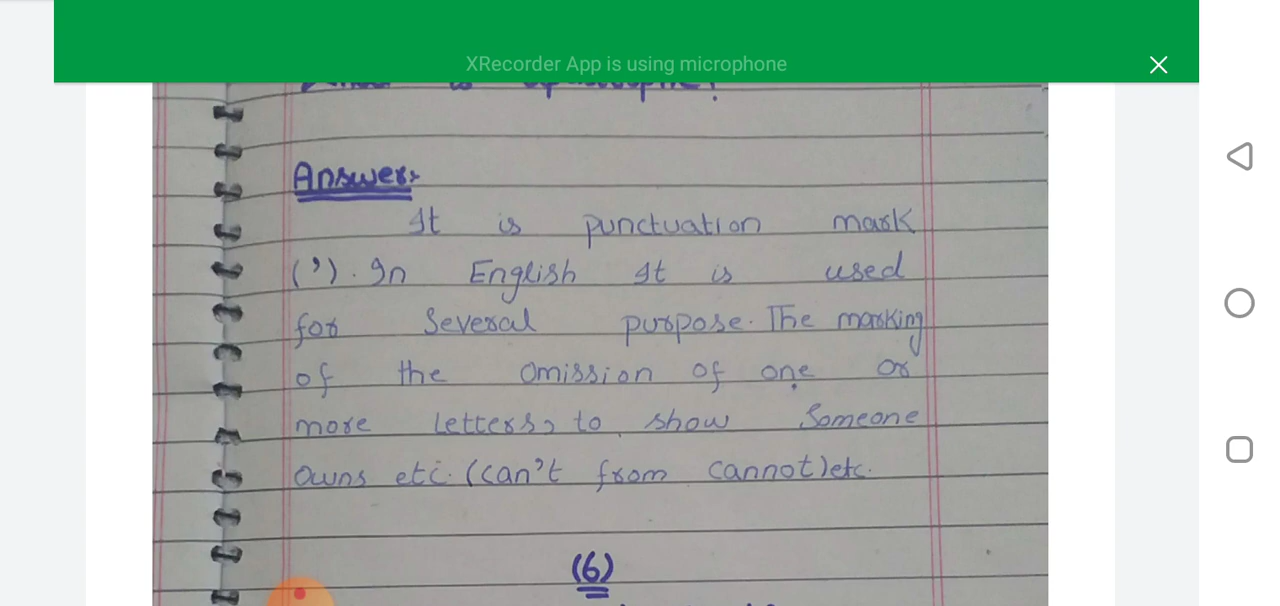 XRecorder App is using microphone
Answer:
It is punctuation mark
('). In English It is used
for Several purpose. The marking
of the Omission of one or
more letters, to show Someone
Owns etc. (can't from cannot) etc.
(6)